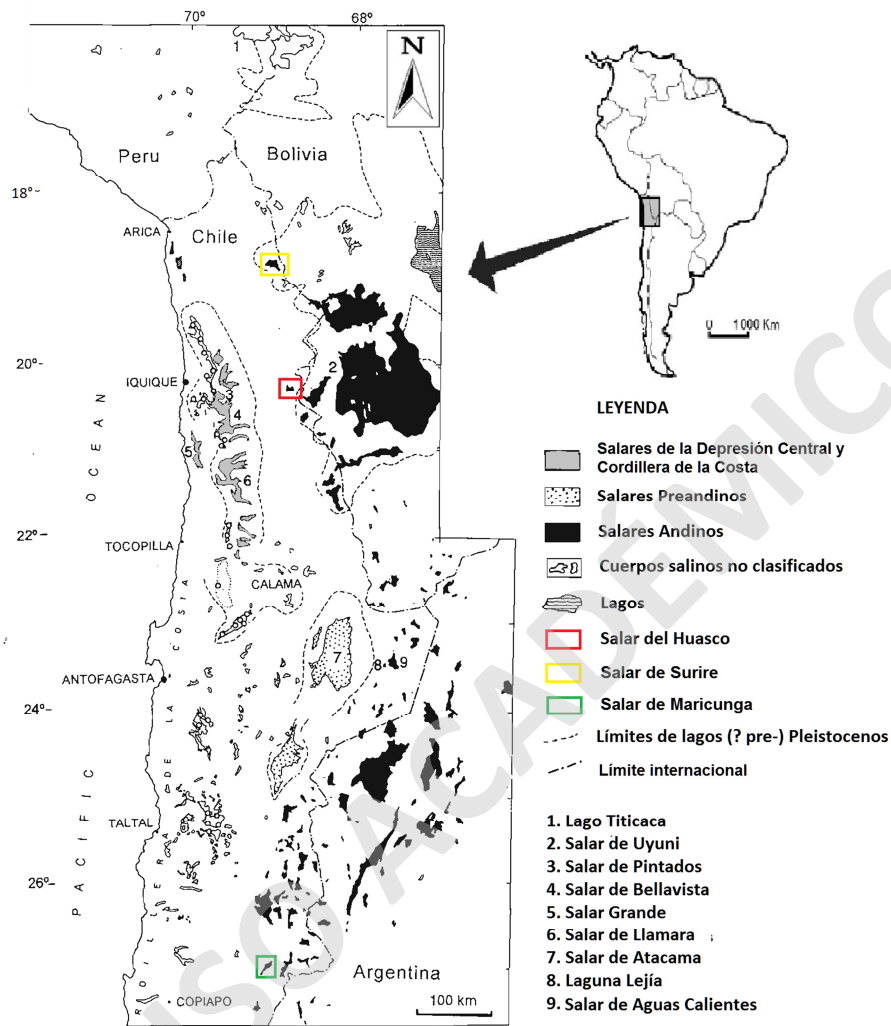 70°
68°
1
N
Peru
Bolivia
18°
ARICA
Chile
20°
2
IQUIQUE
3
4
5
6
OCEAN
22°
TOCOPILLA
CALAMA
7
8
9
ANTOFAGASTA
24°
DE LA COSTA
TALTAL
PACIFIC
26°
Argentina
COPIAPO
100 km
0 1000 Km
LEYENDA
Salares de la Depresión Central y
Cordillera de la Costa
Salares Preandinos
Salares Andinos
Cuerpos salinos no clasificados
Lagos
Salar del Huasco
Salar de Surire
Salar de Maricunga
Límites de lagos (? pre-) Pleistocenos
Límite internacional
1. Lago Titicaca
2. Salar de Uyuni
3. Salar de Pintados
4. Salar de Bellavista
5. Salar Grande
6. Salar de Llamara
7. Salar de Atacama
8. Laguna Lejía
9. Salar de Aguas Calientes
USO ACADÉMICO